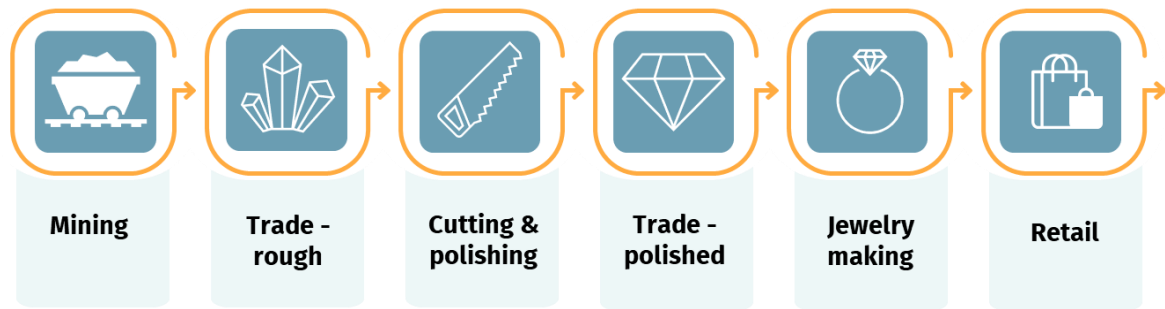 Mining
Trade -
rough
Cutting &
polishing
Trade -
polished
Jewelry
making
Retail